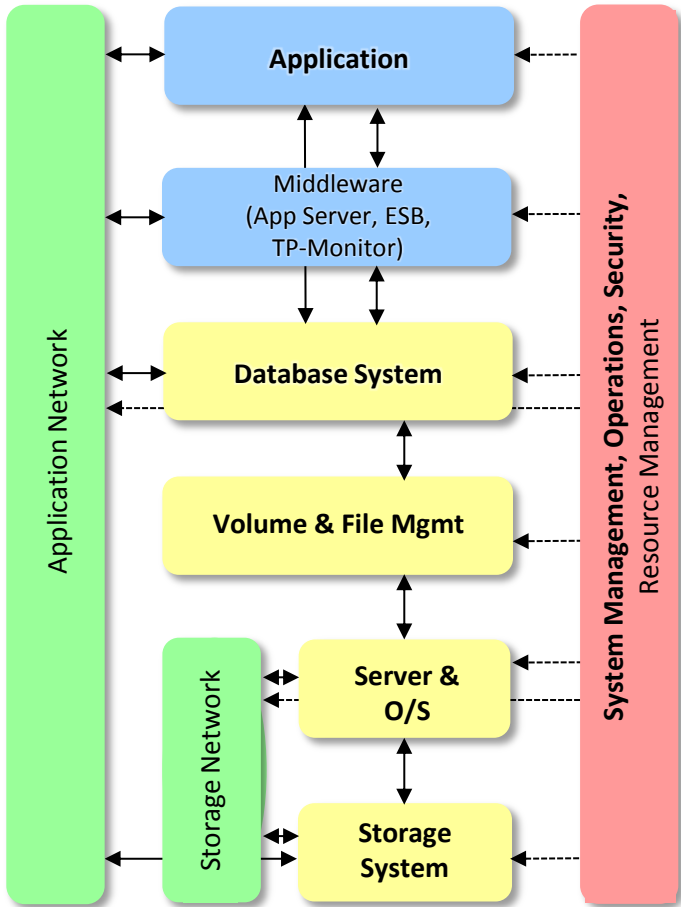 Application
Middleware
(App Server, ESB,
TP-Monitor)
Database System
Volume & File Mgmt
Server &
O/S
Storage
System
Application Network
Storage Network
System Management, Operations, Security,
Resource Management